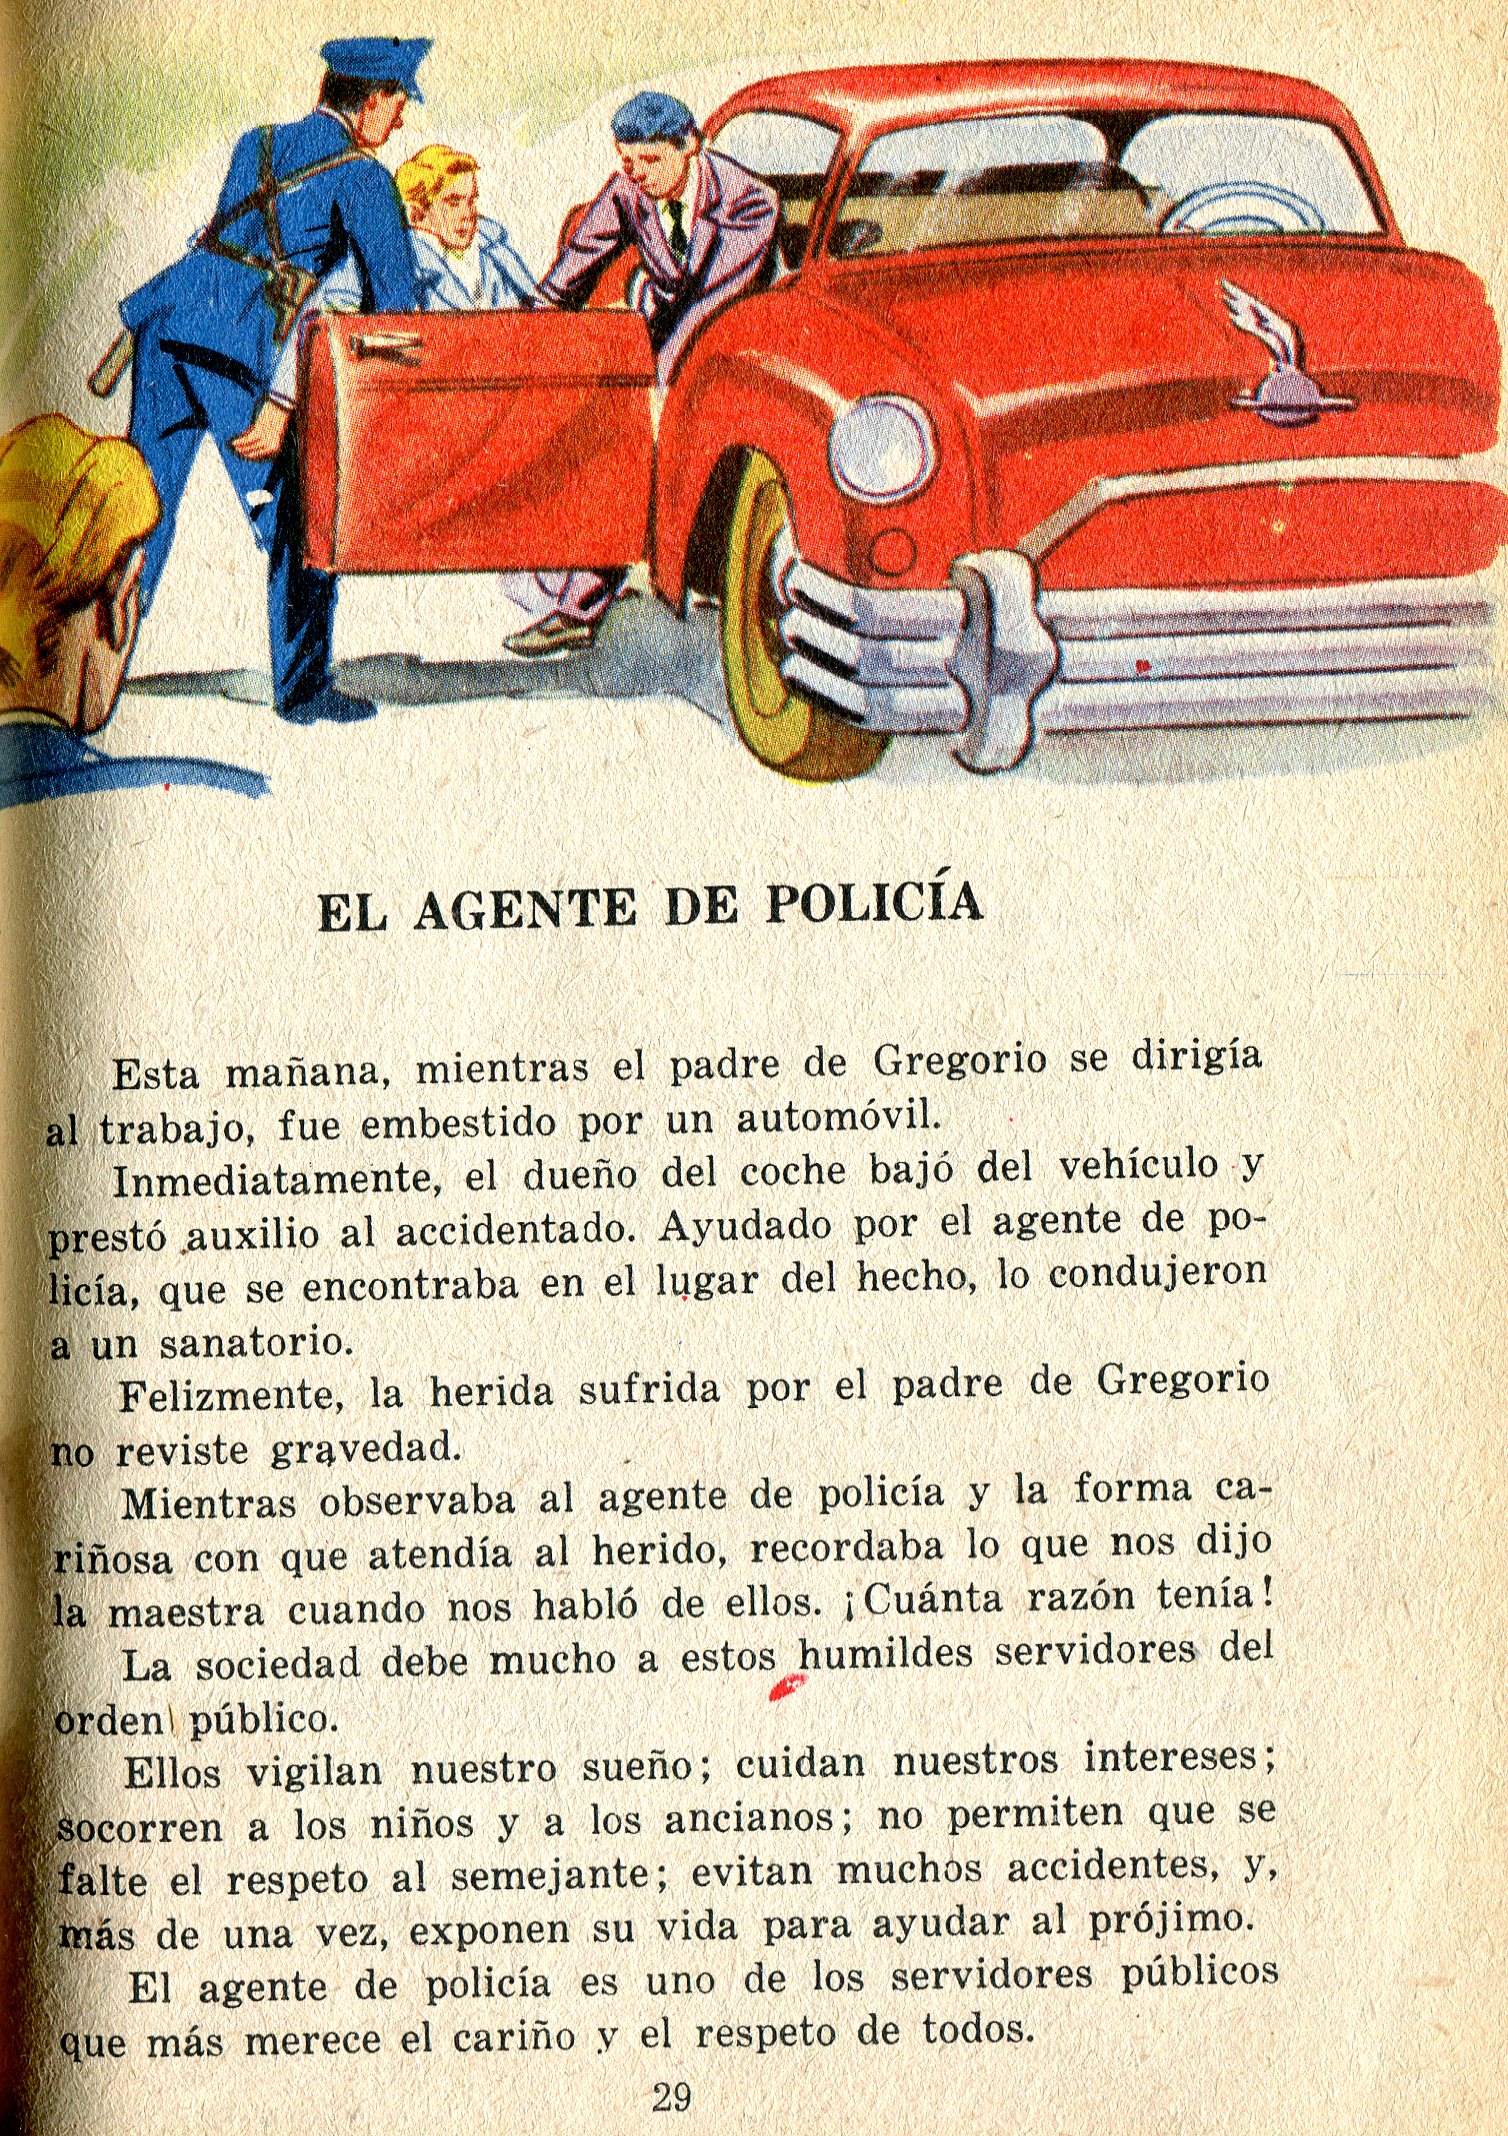 EL AGENTE DE POLICÍA
Esta mañana, mientras el padre de Gregorio se dirigía
al trabajo, fue embestido por un automóvil.
Inmediatamente, el dueño del coche bajó del vehículo y
prestó auxilio al accidentado. Ayudado por el agente de po-
licía, que se encontraba en el lugar del hecho, lo condujeron
a un sanatorio.
Felizmente, la herida sufrida por el padre de Gregorio
no reviste gravedad.
Mientras observaba al agente de policía y la forma ca-
riñosa con que atendía al herido, recordaba lo que nos dijo
la maestra cuando nos habló de ellos. ¡Cuánta razón tenía!
La sociedad debe mucho a estos humildes servidores del
orden público.
Ellos vigilan nuestro sueño; cuidan nuestros intereses;
socorren a los niños y a los ancianos; no permiten que se
falte el respeto al semejante; evitan muchos accidentes, y,
más de una vez, exponen su vida para ayudar al prójimo.
El agente de policía es uno de los servidores públicos
que más merece el cariño y el respeto de todos.
29